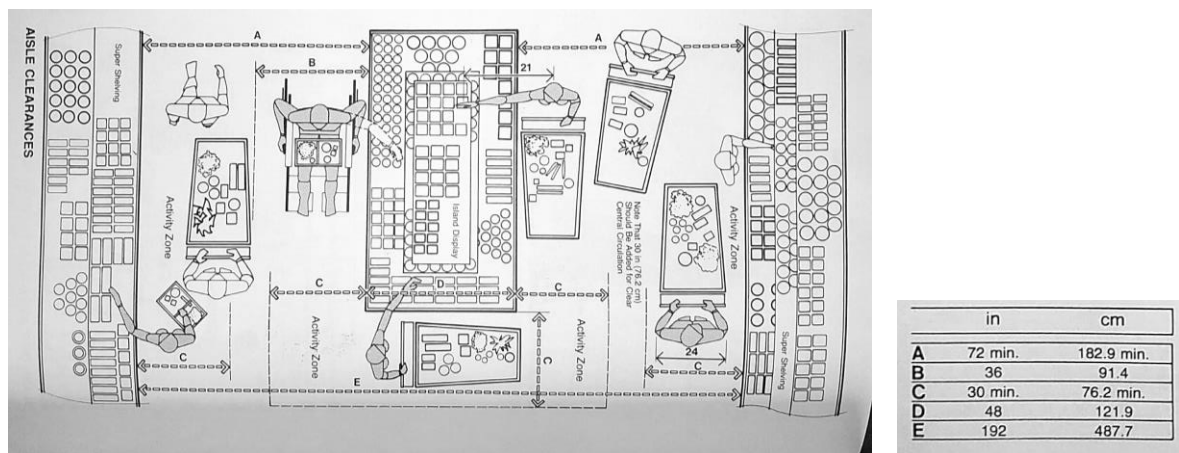 AISLE CLEARANCES
Super Shelving
A
A
B
21
Island Display
Activity Zone
Activity Zone
Note That 30 in (76.2 cm)
Should Be Added for Clear
Central Circulation
C
D
C
Activity Zone
Activity Zone
C
24
C
C
E
Super Shelving
in cm
A 72 min. 182.9 min.
B 36 91.4
C 30 min. 76.2 min.
D 48 121.9
E 192 487.7